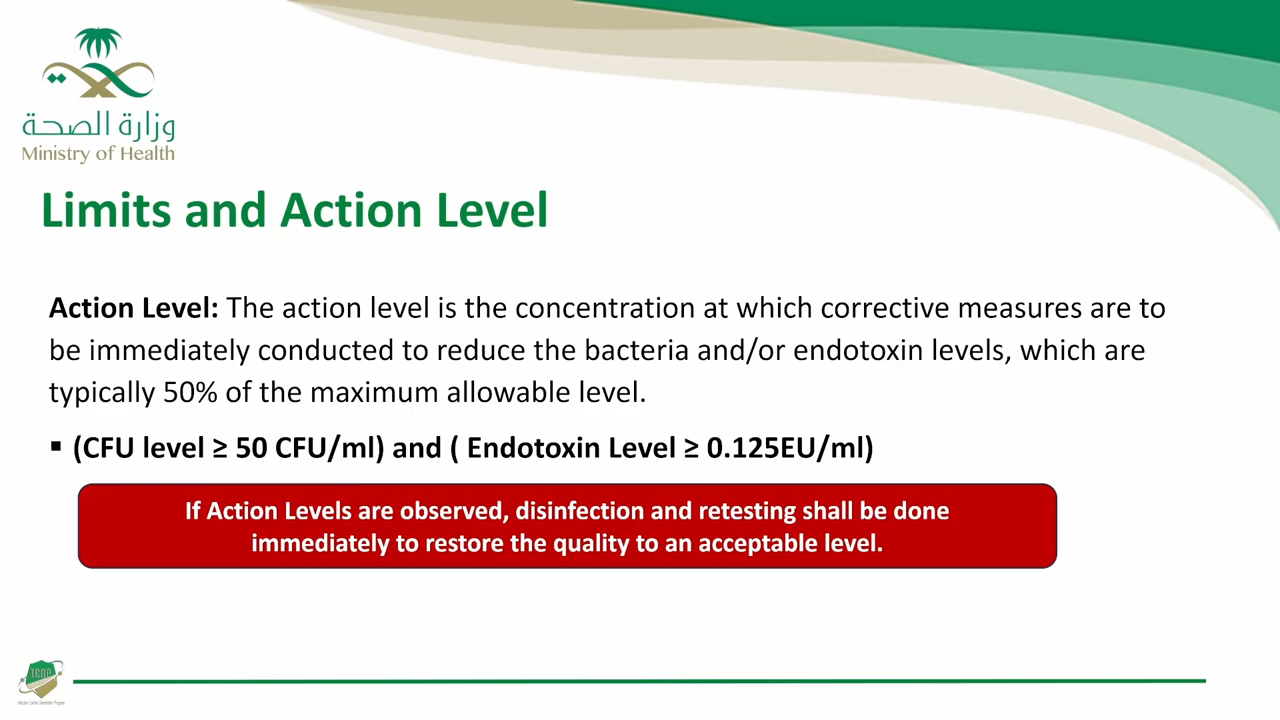 وزارة الصحة
Ministry of Health
Limits and Action Level
Action Level: The action level is the concentration at which corrective measures are to
be immediately conducted to reduce the bacteria and/or endotoxin levels, which are
typically 50% of the maximum allowable level.
▪ (CFU level ≥ 50 CFU/ml) and ( Endotoxin Level ≥ 0.125EU/ml)
If Action Levels are observed, disinfection and retesting shall be done
immediately to restore the quality to an acceptable level.